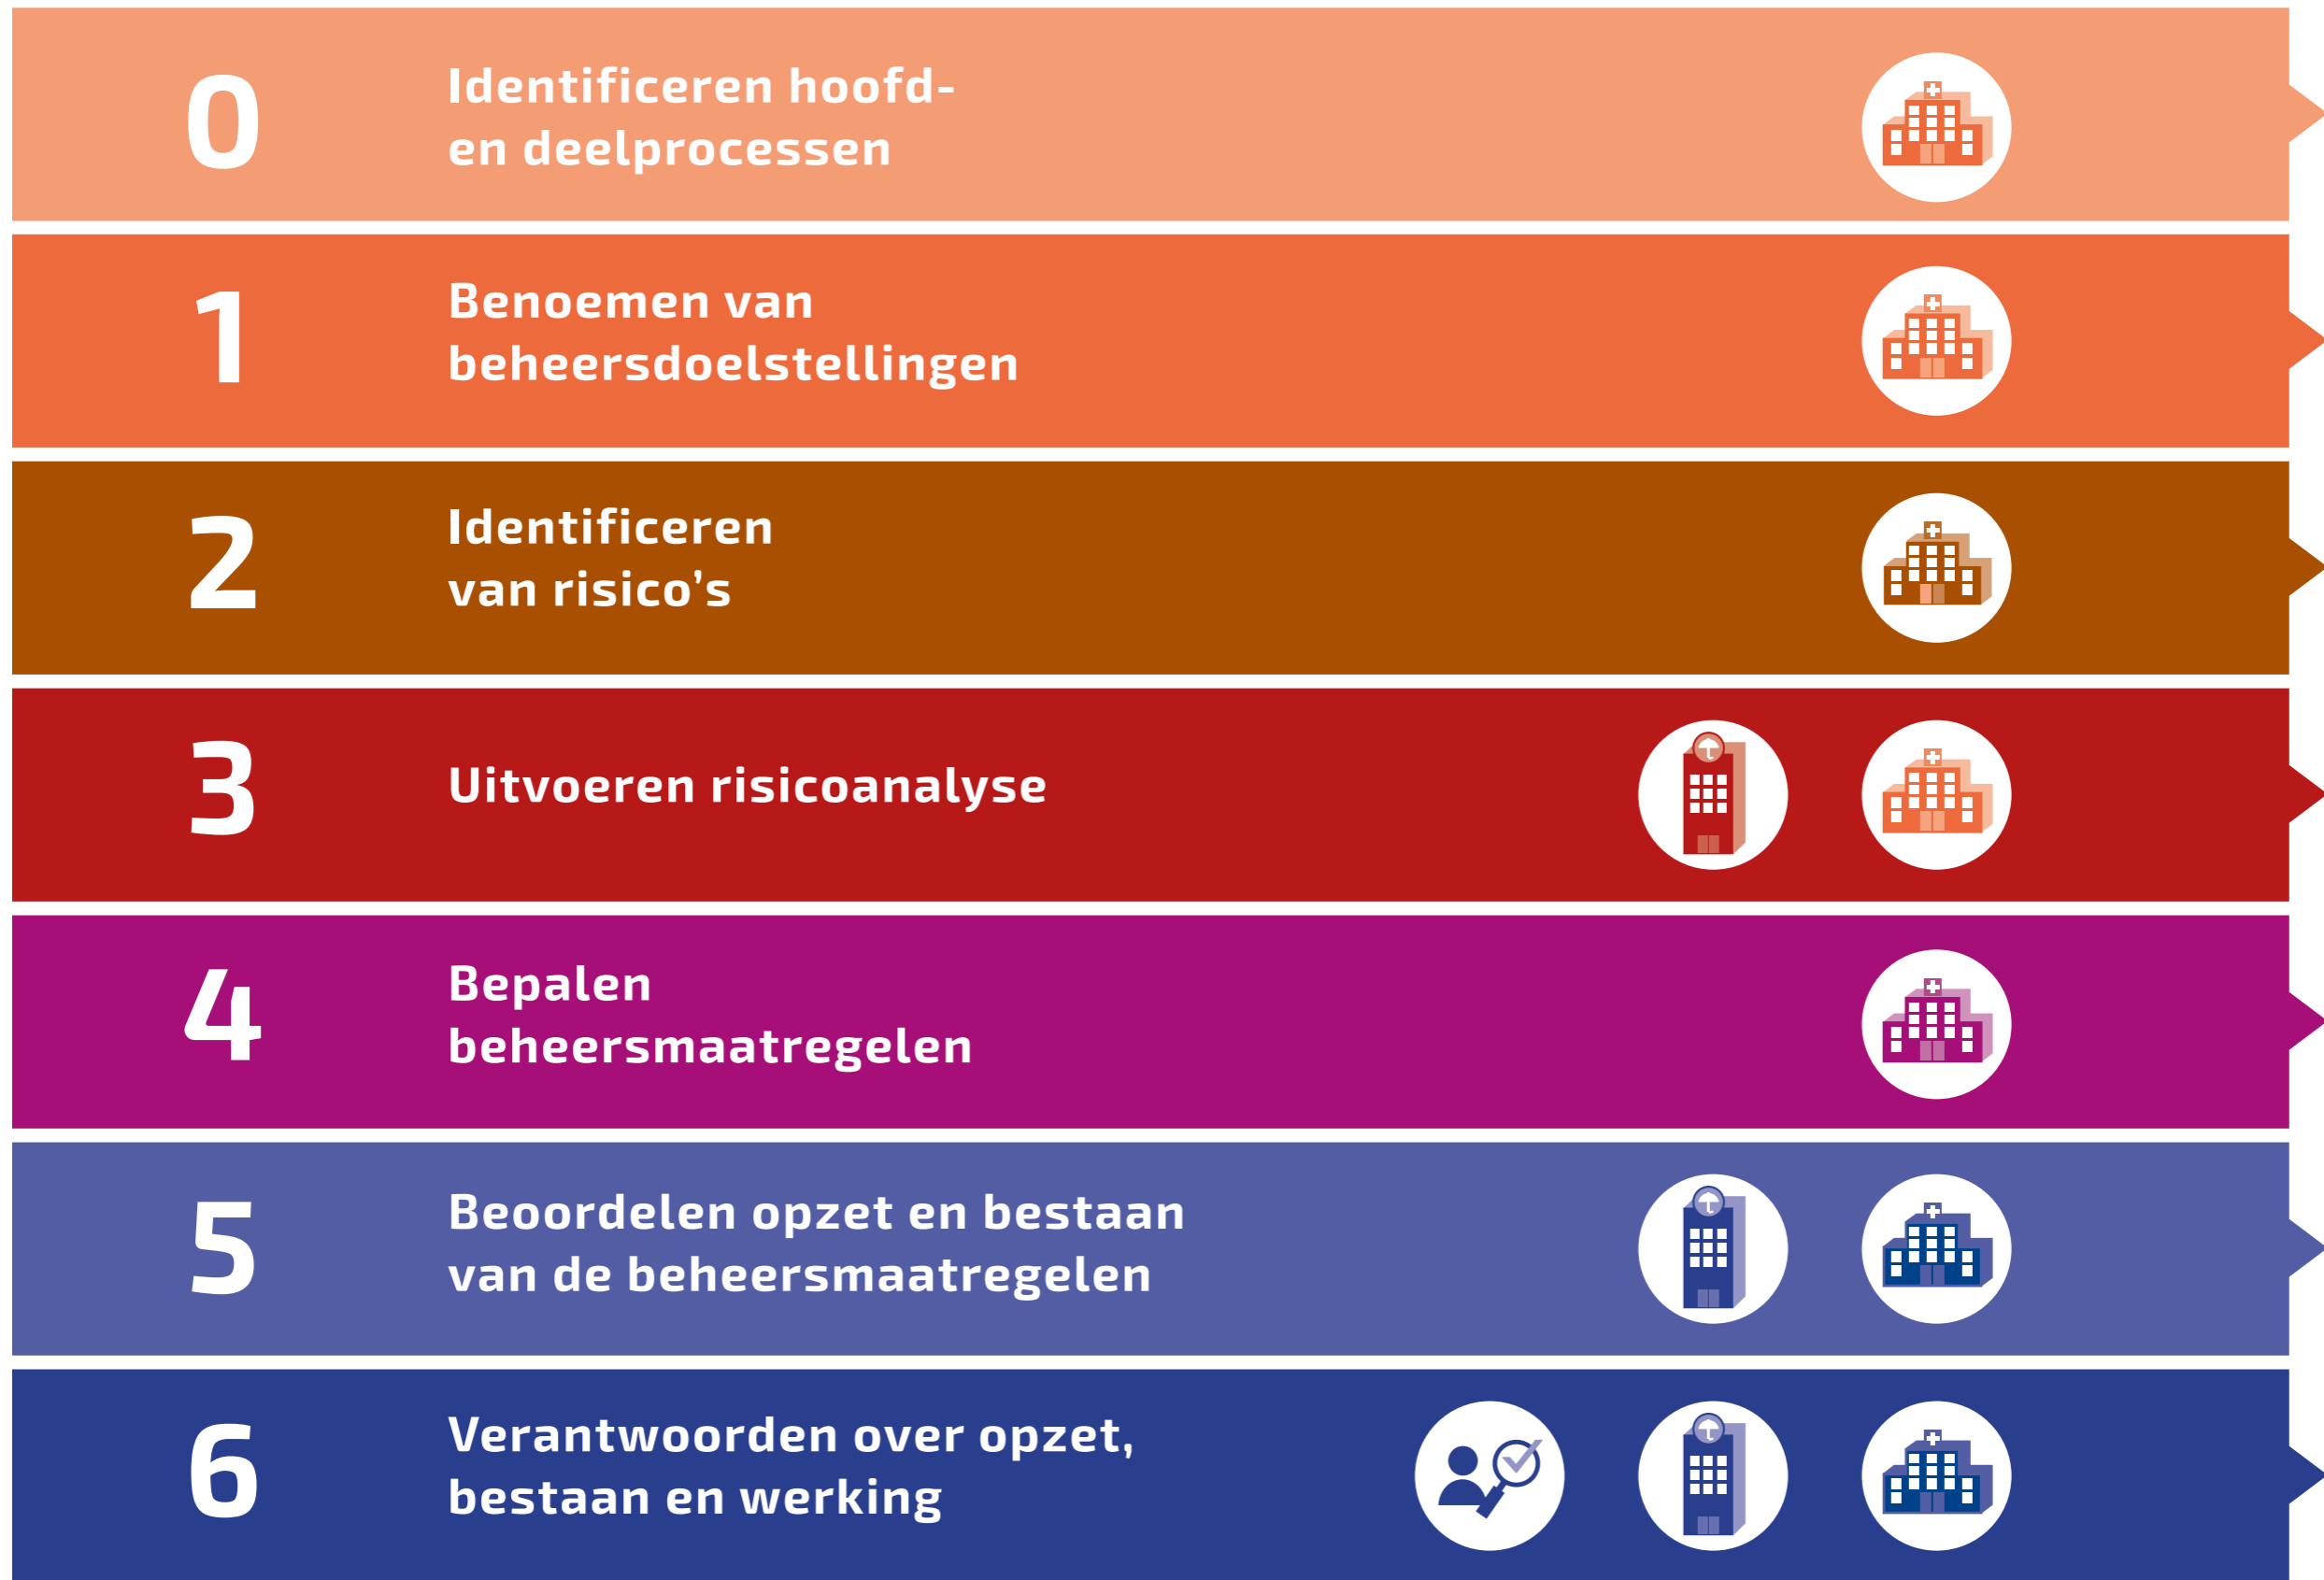 0
Identificeren hoofd-
en deelprocessen
1
Benoemen van
beheersdoelstellingen
2
Identificeren
van risico’s
3
Uitvoeren risicoanalyse
4
Bepalen
beheersmaatregelen
5
Beoordelen opzet en bestaan
van de beheersmaatregelen
6
Verantwoorden over opzet,
bestaan en werking